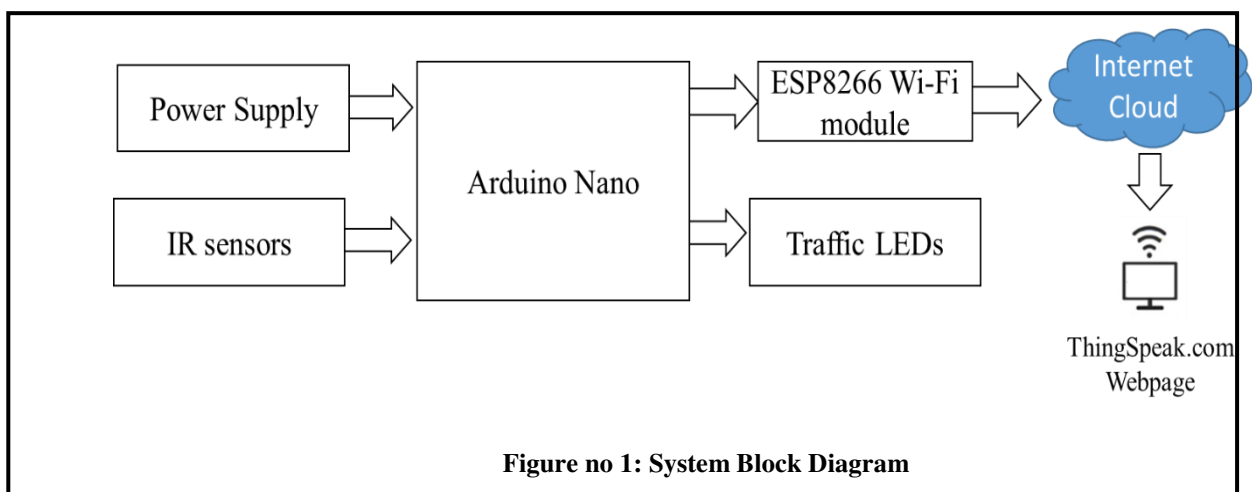 Power Supply
IR sensors
Arduino Nano
ESP8266 Wi-Fi
module
Traffic LEDs
Internet
Cloud
ThingSpeak.com
Webpage
Figure no 1: System Block Diagram